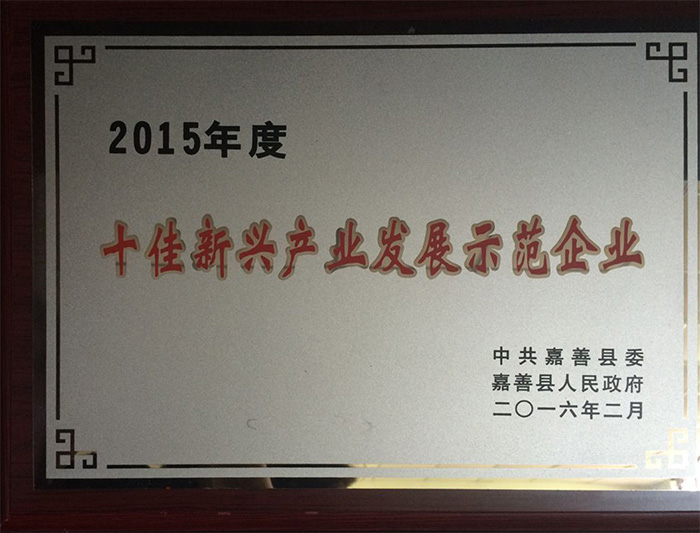 2015年度
十佳新兴产业发展示范企业
中共嘉善县委
嘉善县人民政府
二〇一六年二月